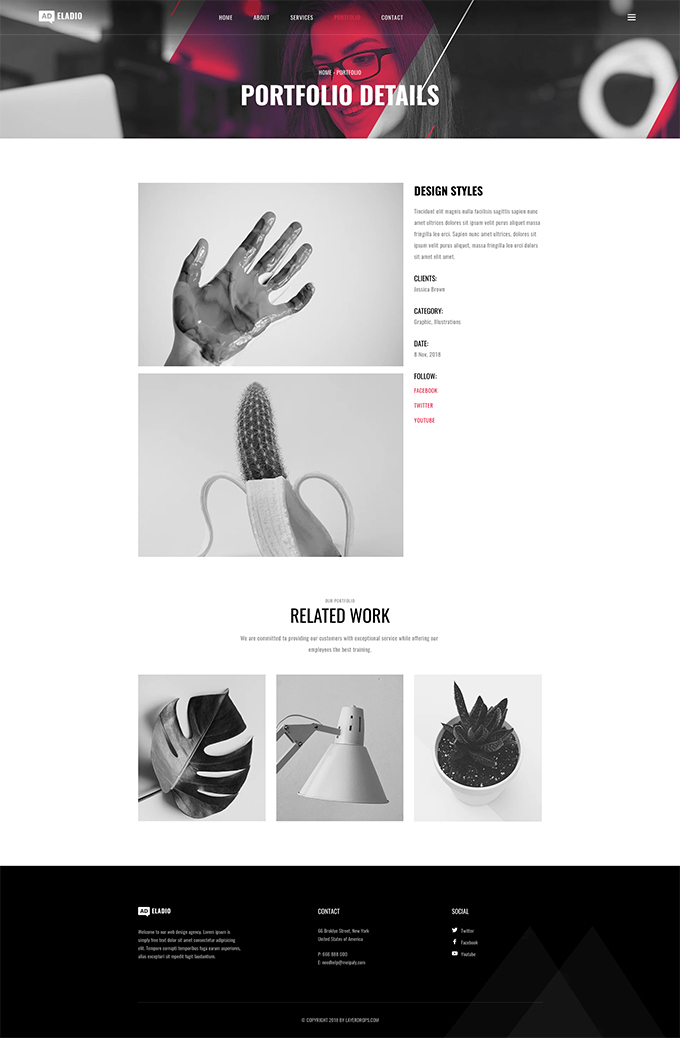 AD ELADIO
HOME ABOUT SERVICES PORTFOLIO CONTACT
HOME - PORTFOLIO
PORTFOLIO DETAILS
DESIGN STYLES
Tincidunt elit magnis nulla facilisis sagittis sapien nunc
amet ultrices dolores sit ipsum velit purus aliquet massa
fringilla leo orci. Sapien nunc amet ultrices, dolores sit
ipsum velit purus aliquet, massa fringilla leo orci dolors
sit amet elit amet.
CLIENTS:
Jessica Brown
CATEGORY:
Graphic, Illustrations
DATE:
8 Nov, 2018
FOLLOW:
FACEBOOK
TWITTER
YOUTUBE
OUR PORTFOLIO
RELATED WORK
We are committed to providing our customers with exceptional service while offering our
employees the best training.
AD ELADIO
Welcome to our web design agency. Lorem ipsum is
simply free text dolor sit amet consectetur adipisicing
elit. Tempore corrupti temporibus fuga earum asperiores,
alias excepturi sit impedit fugit laudantium.
CONTACT
66 Broklyn Street, New York
United States of America
P: 666 888 000
E: needhelp@meipaly.com
SOCIAL
Twitter
Facebook
Youtube
© COPYRIGHT 2018 BY LAYERDROPS.COM